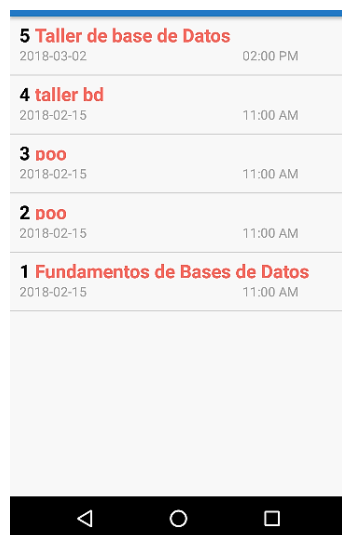 5 Taller de base de Datos
2018-03-02 02:00 PM
4 taller bd
2018-02-15 11:00 AM
3 poo
2018-02-15 11:00 AM
2 poo
2018-02-15 11:00 AM
1 Fundamentos de Bases de Datos
2018-02-15 11:00 AM